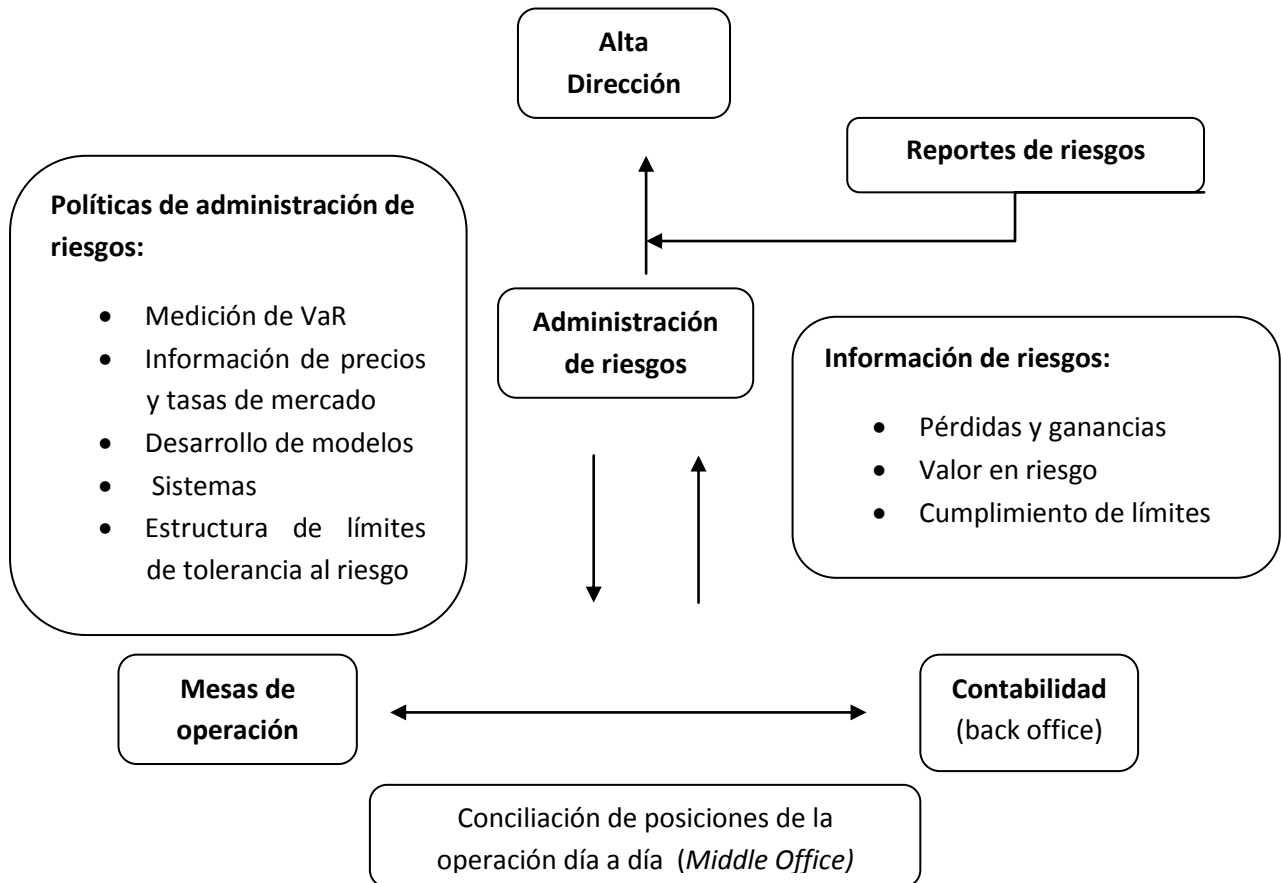 Alta
Dirección
Reportes de riesgos
Políticas de administración de
riesgos:
• Medición de VaR
• Información de precios
y tasas de mercado
• Desarrollo de modelos
• Sistemas
• Estructura de límites
de tolerancia al riesgo
Administración
de riesgos
Información de riesgos:
• Pérdidas y ganancias
• Valor en riesgo
• Cumplimiento de límites
Mesas de
operación
Contabilidad
(back office)
Conciliación de posiciones de la
operación día a día (Middle Office)